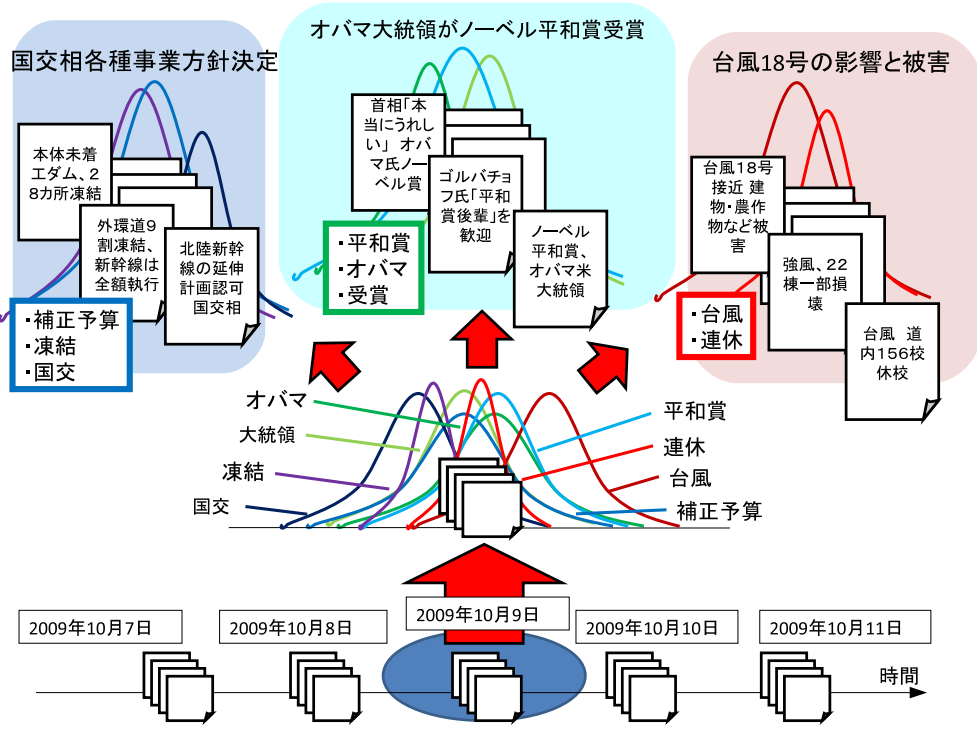 国交相各種事業方針決定
本体未着
工ダム、2
8カ所凍結
外環道9
割凍結、
新幹線は
全額執行
北陸新幹
線の延伸
計画認可
国交相
・補正予算
・凍結
・国交
オバマ大統領がノーベル平和賞受賞
首相「本
当にうれし
い」 オバ
マ氏ノー
ベル賞
ゴルバチョ
フ氏「平和
賞後輩」を
歓迎
ノーベル
平和賞、
オバマ米
大統領
・平和賞
・オバマ
・受賞
台風18号の影響と被害
台風18号
接近 建
物・農作
物など被
害
強風、22
棟一部損
壊
台風 道
内156校
休校
・台風
・連休
オバマ
大統領
凍結
国交
平和賞
連休
台風
補正予算
2009年10月7日
2009年10月8日
2009年10月9日
2009年10月10日
2009年10月11日
時間